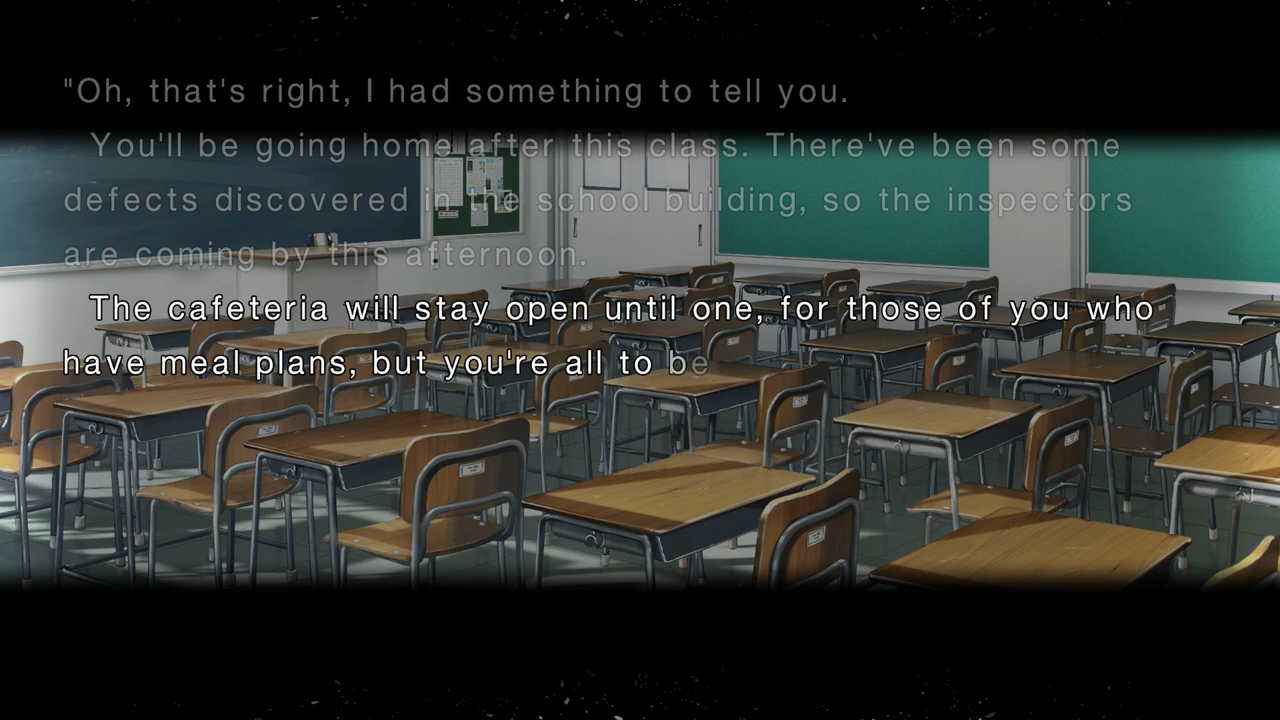 "Oh, that's right, I had something to tell you.
You'll be going home after this class. There've been some
defects discovered in the school building, so the inspectors
are coming by this afternoon.
The cafeteria will stay open until one, for those of you who
have meal plans, but you're all to be